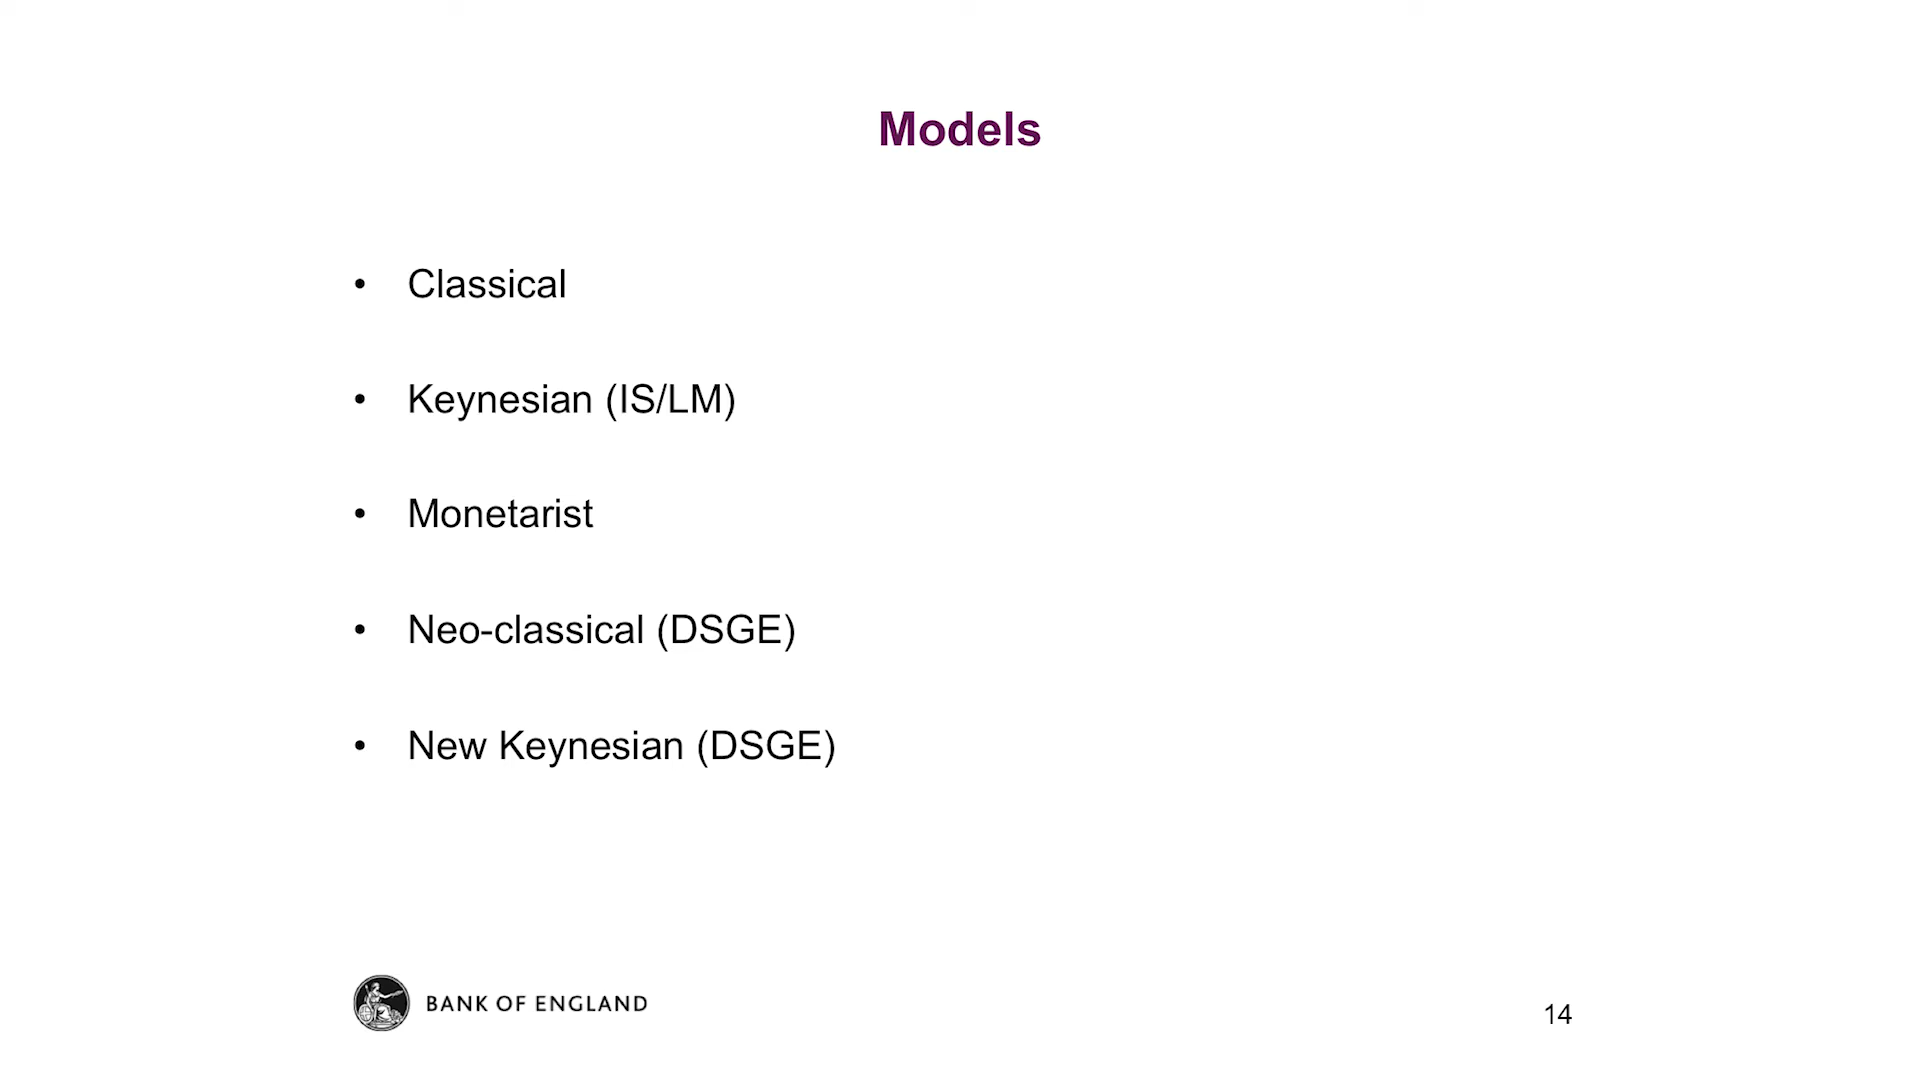 Models
• Classical
• Keynesian (IS/LM)
• Monetarist
• Neo-classical (DSGE)
• New Keynesian (DSGE)
BANK OF ENGLAND
14